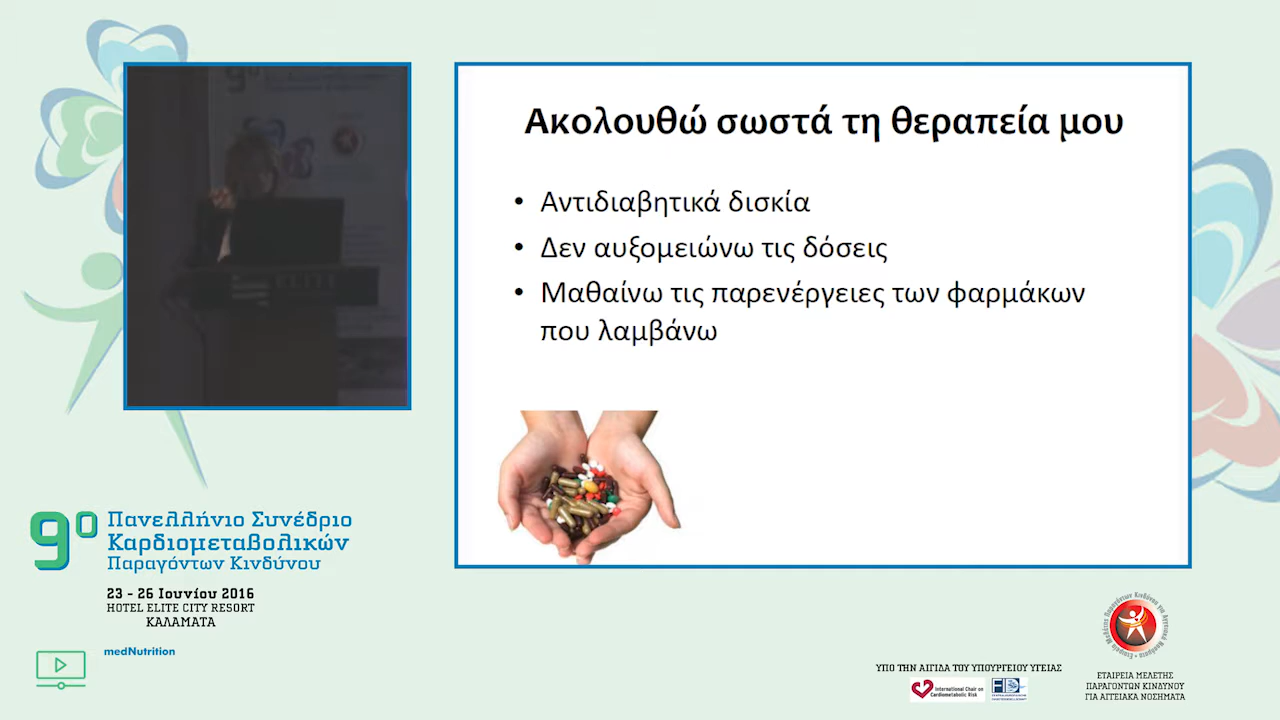 Ακολουθώ σωστά τη θεραπεία μου
• Αντιδιαβητικά δισκία
• Δεν αυξομειώνω τις δόσεις
• Μαθαίνω τις παρενέργειες των φαρμάκων
που λαμβάνω
9ο
ELITE
9ο Πανελλήνιο Συνέδριο
Καρδιομεταβολικών
Παραγόντων Κινδύνου
23 - 26 Ιουνίου 2016
HOTEL ELITE CITY RESORT
ΚΑΛΑΜΑΤΑ
medNutrition
ΥΠΟ ΤΗΝ ΑΙΓΙΔΑ ΤΟΥ ΥΠΟΥΡΓΕΙΟΥ ΥΓΕΙΑΣ
International Chair on
Cardiometabolic Risk
ΕΤΑΙΡΕΙΑ ΜΕΛΕΤΗΣ
ΠΑΡΑΓΟΝΤΩΝ ΚΙΝΔΥΝΟΥ
ΓΙΑ ΑΓΓΕΙΑΚΑ ΝΟΣΗΜΑΤΑ